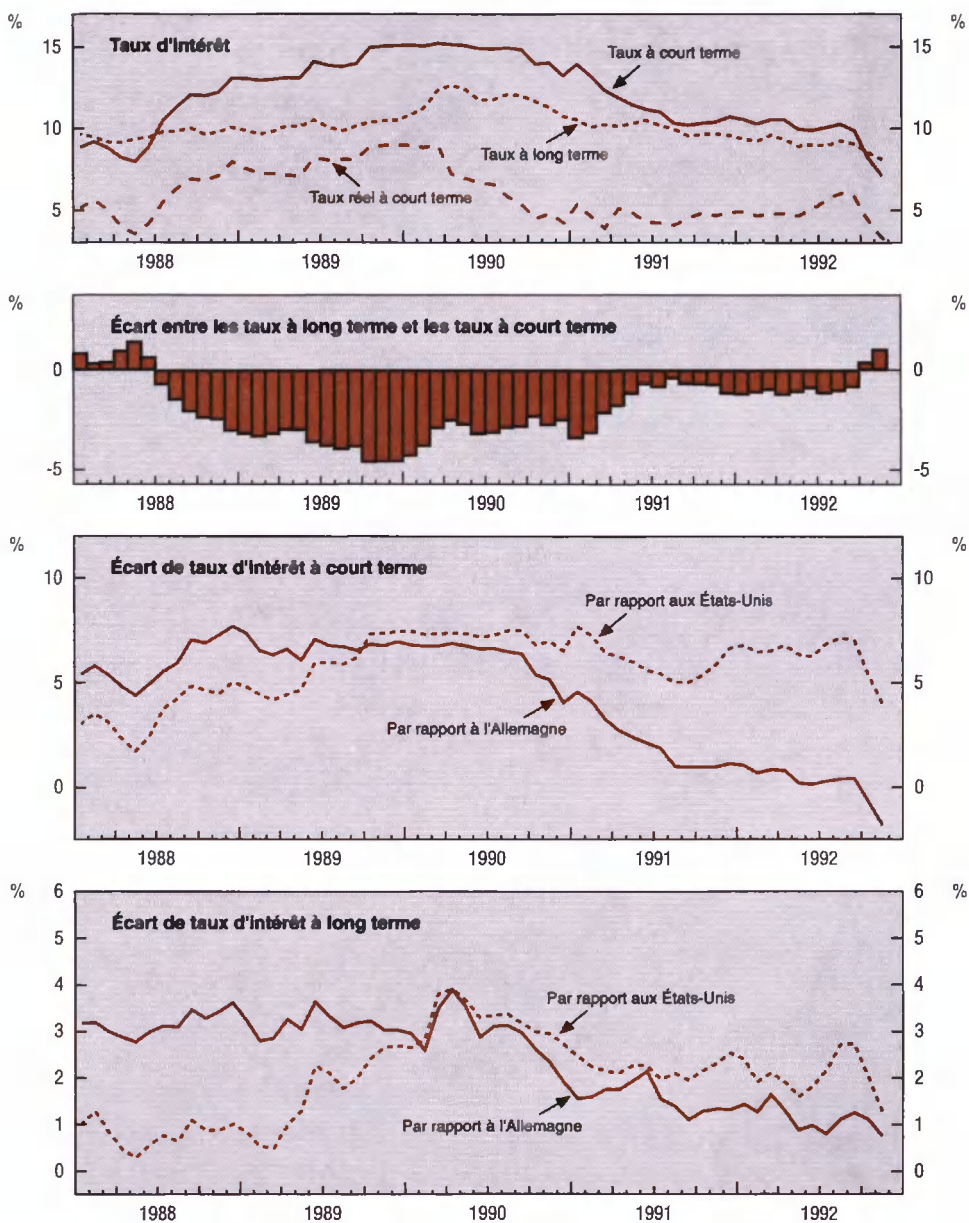 % %
Taux d'intérêt
15 15
Taux à court terme
10 10
Taux à long terme
Taux réel à court terme
5 5
1988 1989 1990 1991 1992
% %
Écart entre les taux à long terme et les taux à court terme
0 0
-5 -5
1988 1989 1990 1991 1992
% %
Écart de taux d'intérêt à court terme
10 10
Par rapport aux États-Unis
5 5
Par rapport à l'Allemagne
0 0
1988 1989 1990 1991 1992
% %
6 6
Écart de taux d'intérêt à long terme
5 5
4 4
Par rapport aux États-Unis
3 3
2 2
1 1
Par rapport à l'Allemagne
0 0
1988 1989 1990 1991 1992